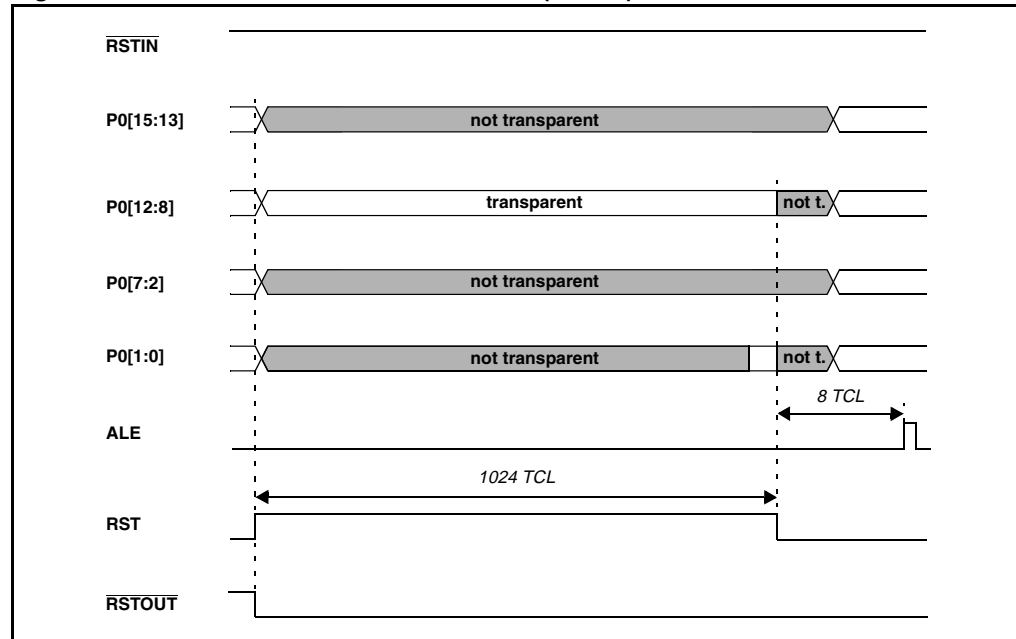 RSTIN
P0[15:13] not transparent
P0[12:8] transparent not t.
P0[7:2] not transparent
P0[1:0] not transparent not t.
8 TCL
ALE
1024 TCL
RST
RSTOUT